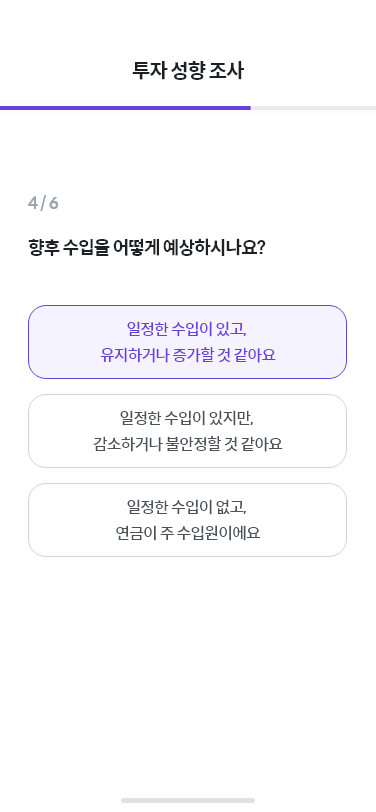 투자 성향 조사
4/6
향후 수입을 어떻게 예상하시나요?
일정한 수입이 있고,
유지하거나 증가할 것 같아요
일정한 수입이 있지만,
감소하거나 불안정할 것 같아요
일정한 수입이 없고,
연금이 주 수입원이에요